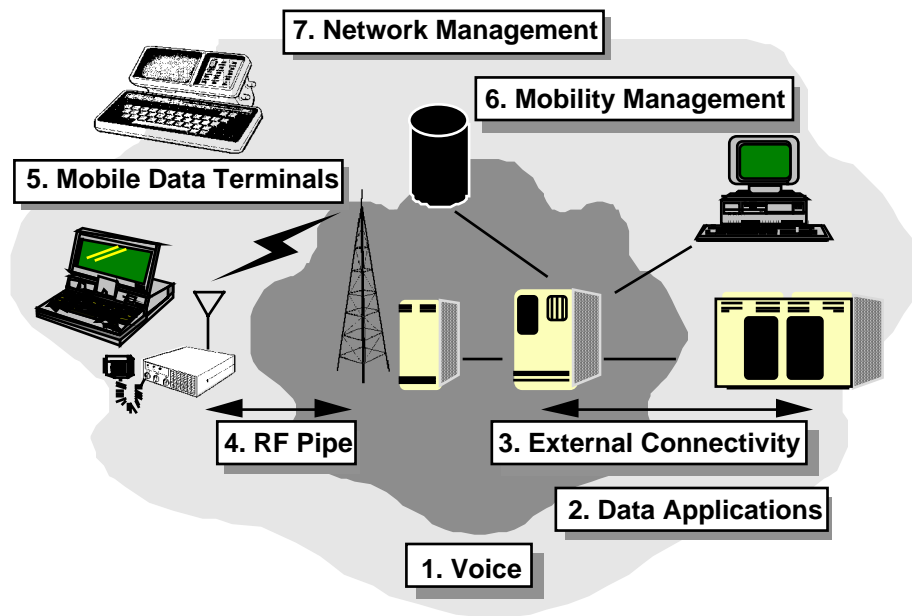 7. Network Management
6. Mobility Management
5. Mobile Data Terminals
4. RF Pipe
3. External Connectivity
2. Data Applications
1. Voice